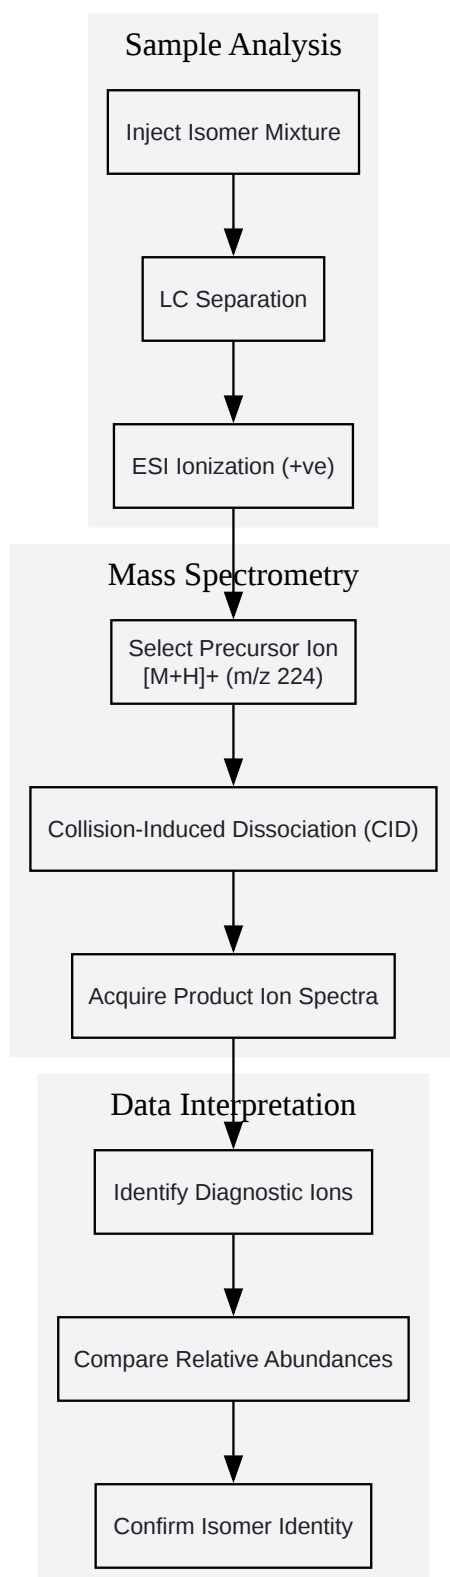 Sample Analysis
Inject Isomer Mixture
LC Separation
ESI Ionization (+ve)
Mass Spectrometry
Select Precursor Ion
[M+H]+ (m/z 224)
Collision-Induced Dissociation (CID)
Acquire Product Ion Spectra
Data Interpretation
Identify Diagnostic Ions
Compare Relative Abundances
Confirm Isomer Identity